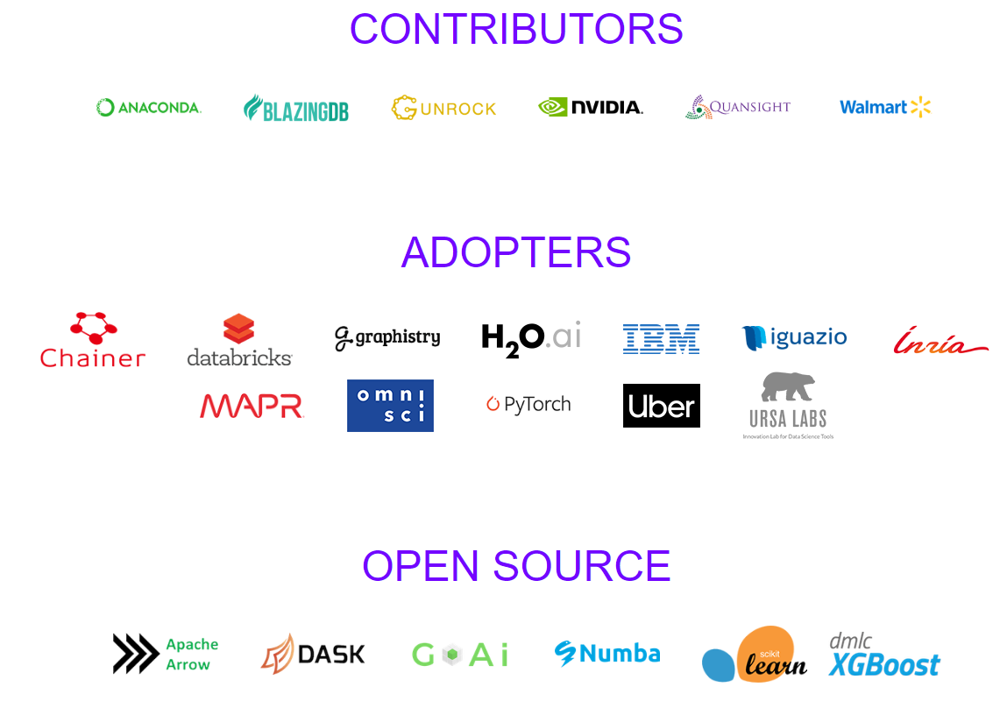 CONTRIBUTORS
ANACONDA.
BLAZINGDB
GUNROCK
NVIDIA.
QUANSIGHT
Walmart
ADOPTERS
Chainer
databricks
graphistry
H2O.ai
IBM
iguazio
Inria
MAPR
omni
sci
PyTorch
Uber
URSA LABS
Innovation Lab for Data Science Tools
OPEN SOURCE
Apache
Arrow
DASK
GoAi
Numba
scikit
learn
dmlc
XGBoost